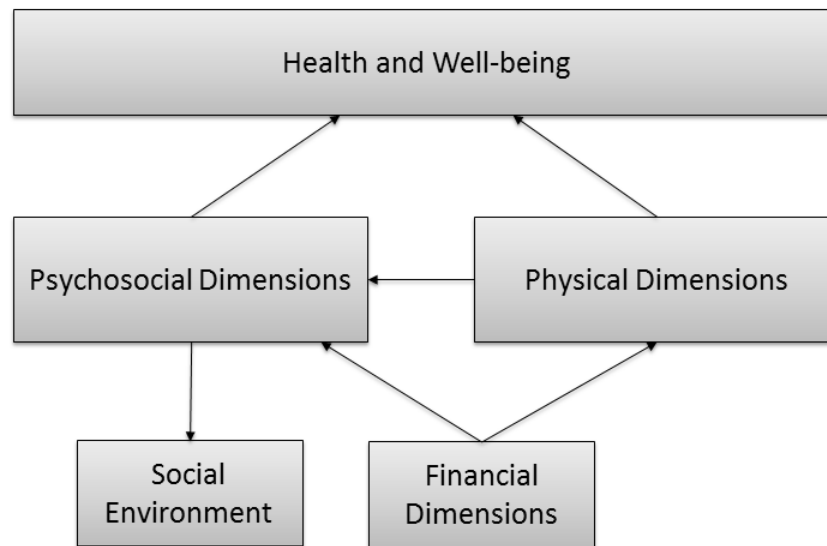 Health and Well-being
Psychosocial Dimensions
Physical Dimensions
Social
Environment
Financial
Dimensions